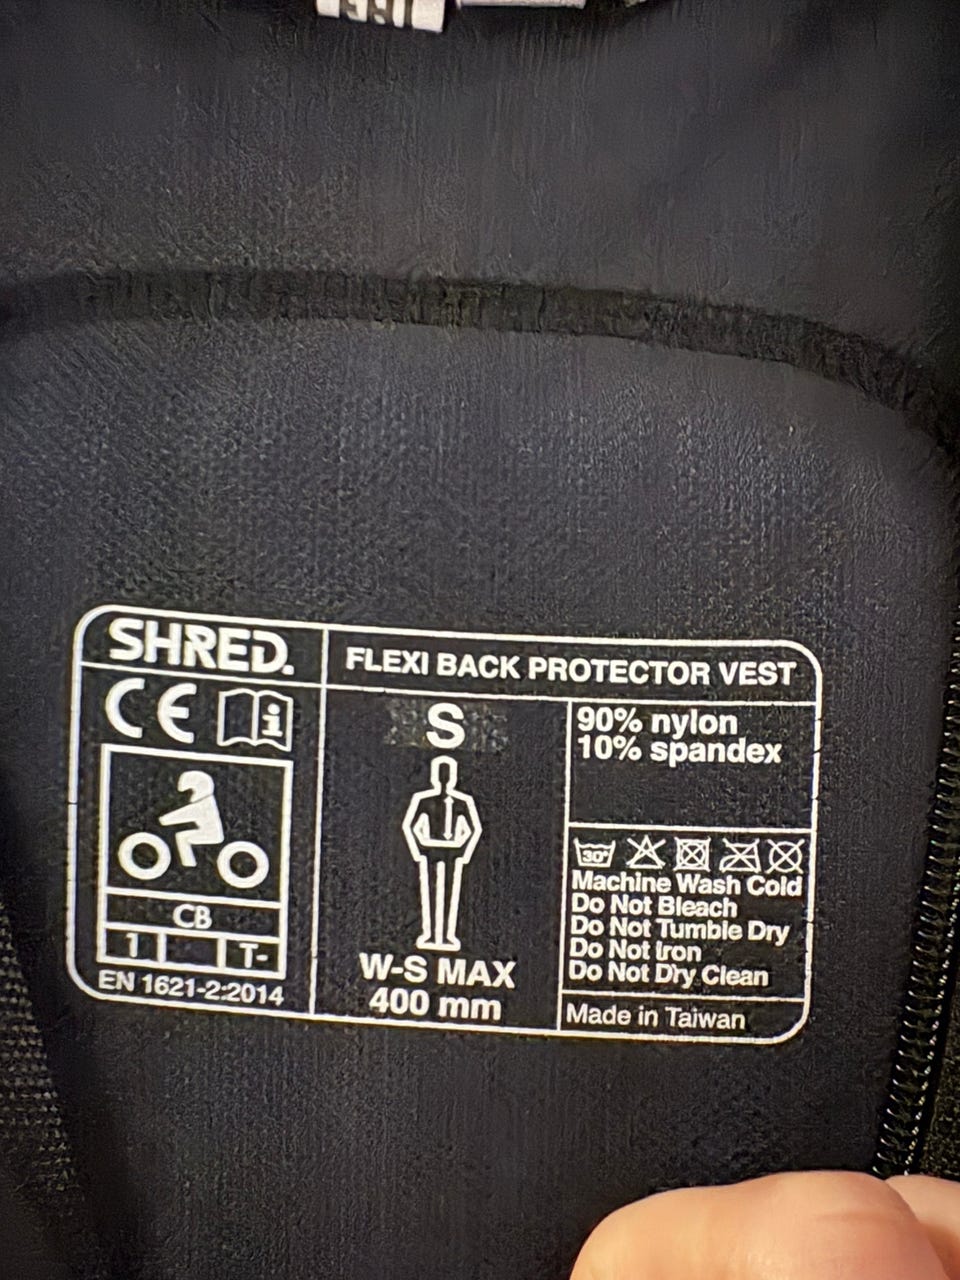 SHRED.
FLEXI BACK PROTECTOR VEST
CE
i
S
90% nylon
10% spandex
30°
Machine Wash Cold
Do Not Bleach
Do Not Tumble Dry
Do Not Iron
Do Not Dry Clean
CB
1 T-
EN 1621-2:2014
W-S MAX
400 mm
Made in Taiwan